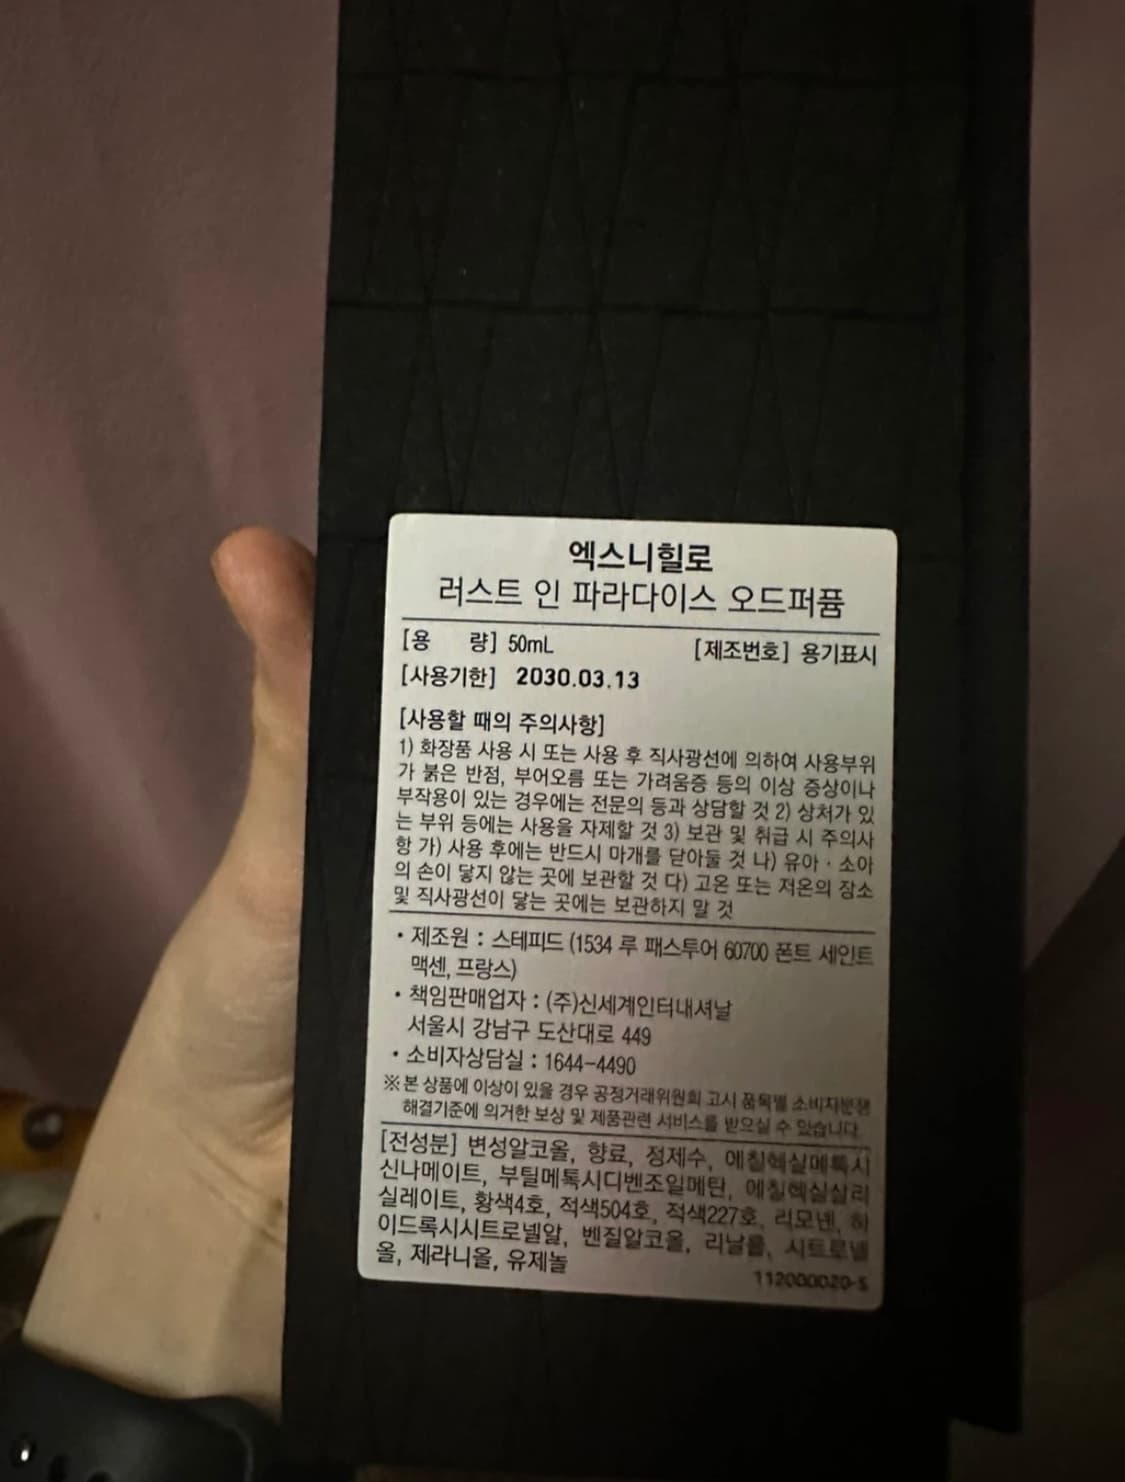 엑스니힐로
러스트 인 파라다이스 오드퍼퓸
[용 량] 50mL [제조번호] 용기표시
[사용기한] 2030.03.13
[사용할 때의 주의사항]
1) 화장품 사용 시 또는 사용 후 직사광선에 의하여 사용부위
가 붉은 반점, 부어오름 또는 가려움증 등의 이상 증상이나
부작용이 있는 경우에는 전문의 등과 상담할 것 2) 상처가 있
는 부위 등에는 사용을 자제할 것 3) 보관 및 취급 시 주의사
항 가) 사용 후에는 반드시 마개를 닫아둘 것 나) 유아·소아
의 손이 닿지 않는 곳에 보관할 것 다) 고온 또는 저온의 장소
및 직사광선이 닿는 곳에는 보관하지 말 것
• 제조원 : 스테피드 (1534 루 패스투어 60700 폰트 세인트
맥센, 프랑스)
• 책임판매업자 : (주)신세계인터내셔날
서울시 강남구 도산대로 449
• 소비자상담실 : 1644-4490
※ 본 상품에 이상이 있을 경우 공정거래위원회 고시 품목별 소비자분쟁
해결기준에 의거한 보상 및 제품관련 서비스를 받으실 수 있습니다.
[전성분] 변성알코올, 향료, 정제수, 에칠헥실메톡시
신나메이트, 부틸메톡시디벤조일메탄, 에칠헥실살리
실레이트, 황색4호, 적색504호, 적색227호, 리모넨, 하
이드록시시트로넬알, 벤질알코올, 리날룰, 시트로넬
올, 제라니올, 유제놀
112000020-5